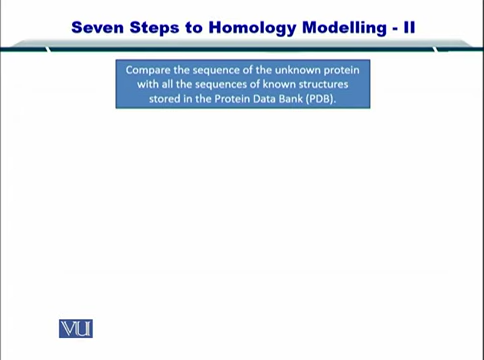 Seven Steps to Homology Modelling - II
Compare the sequence of the unknown protein
with all the sequences of known structures
stored in the Protein Data Bank (PDB).
VU